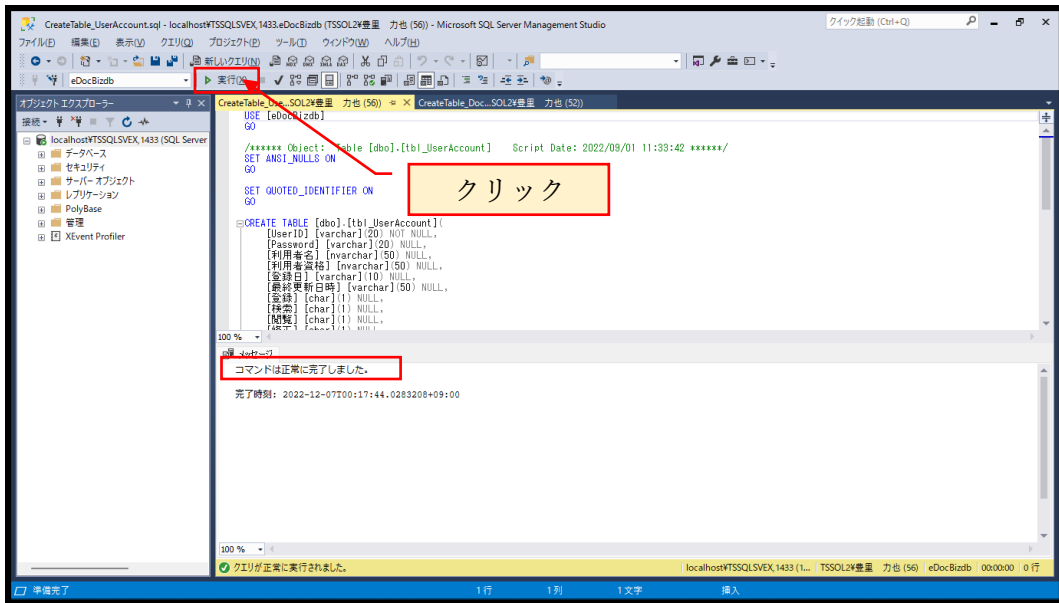 CreateTable_UserAccount.sql - localhost¥TSSQLSVEX,1433.eDocBizdb (TSSOL2¥豊里　力也 (56)) - Microsoft SQL Server Management Studio
クイック起動 (Ctrl+Q)
ファイル(F) 編集(E) 表示(V) クエリ(Q) プロジェクト(P) ツール(T) ウィンドウ(W) ヘルプ(H)
新しいクエリ(N)
eDocBizdb 実行(X)
オブジェクト エクスプローラー
接続
localhost¥TSSQLSVEX,1433 (SQL Server
データベース
セキュリティ
サーバー オブジェクト
レプリケーション
PolyBase
管理
XEvent Profiler
CreateTable_Use...SOL2¥豊里　力也 (56)) CreateTable_Doc...SOL2¥豊里　力也 (52))
USE [eDocBizdb]
GO
/****** Object: Table [dbo].[tbl_UserAccount] Script Date: 2022/09/01 11:33:42 ******/
SET ANSI_NULLS ON
GO
SET QUOTED_IDENTIFIER ON
GO
クリック
CREATE TABLE [dbo].[tbl_UserAccount](
[UserID] [varchar](20) NOT NULL,
[Password] [varchar](20) NULL,
[利用者名] [nvarchar](50) NULL,
[利用者資格] [nvarchar](50) NULL,
[登録日] [varchar](10) NULL,
[最終更新日時] [varchar](50) NULL,
[登録] [char](1) NULL,
[検索] [char](1) NULL,
[閲覧] [char](1) NULL,
[修正] [char](1) NULL
100 %
メッセージ
コマンドは正常に完了しました。
完了時刻: 2022-12-07T00:17:44.0283208+09:00
100 %
クエリが正常に実行されました。 localhost¥TSSQLSVEX,1433 (1... TSSOL2¥豊里　力也 (56) eDocBizdb 00:00:00 0 行
準備完了 1 行 1 列 1 文字 挿入